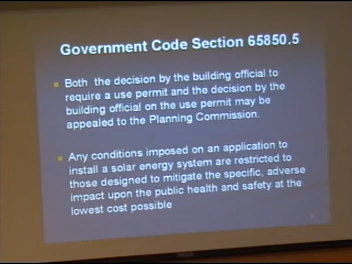 Government Code Section 65850.5
Both the decision by the building official to
require a use permit and the decision by the
building official on the use permit may be
appealed to the Planning Commission.
Any conditions imposed on an application to
install a solar energy system are restricted to
those designed to mitigate the specific, adverse
impact upon the public health and safety at the
lowest cost possible